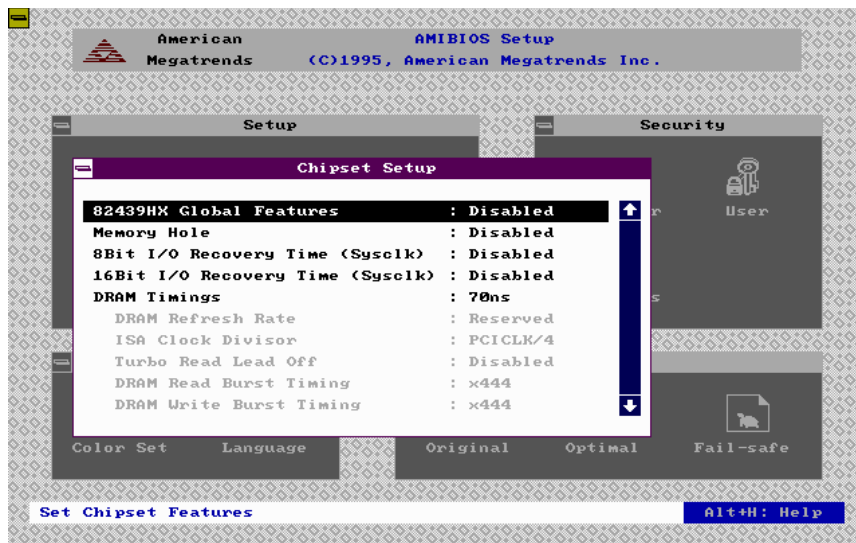 American AMIBIOS Setup
Megatrends (C)1995, American Megatrends Inc.
Setup Security
Chipset Setup
82439HX Global Features : Disabled
Memory Hole : Disabled
8Bit I/O Recovery Time (Sysclk) : Disabled
16Bit I/O Recovery Time (Sysclk) : Disabled
DRAM Timings : 70ns
DRAM Refresh Rate : Reserved
ISA Clock Divisor : PCICLK/4
Turbo Read Lead Off : Disabled
DRAM Read Burst Timing : x444
DRAM Write Burst Timing : x444
User
Color Set Language Original Optimal Fail-safe
Set Chipset Features Alt+H: Help